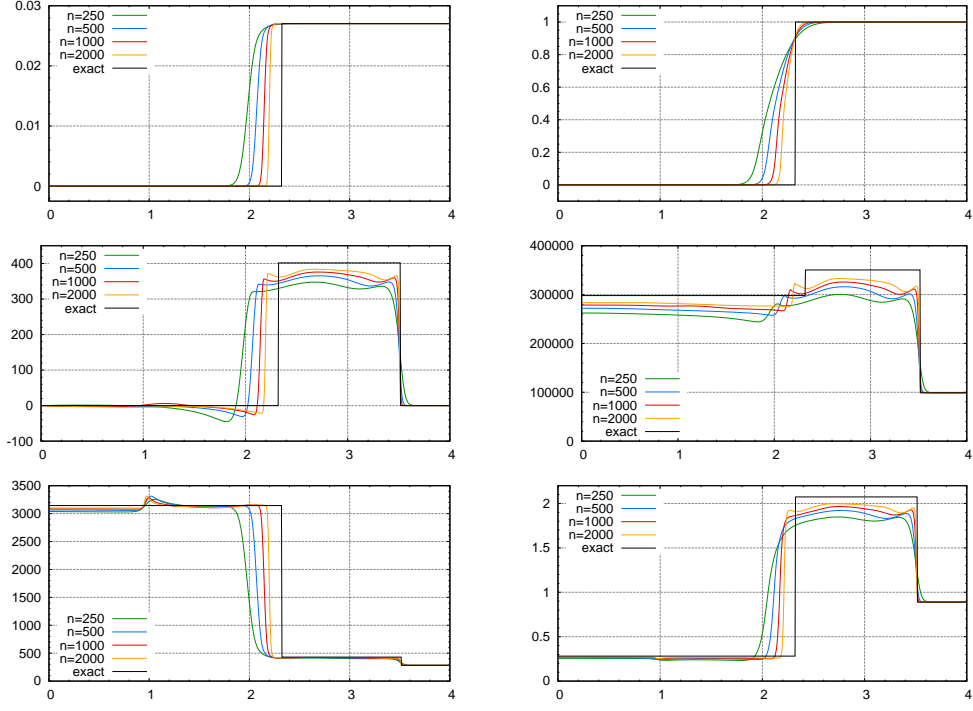 0.03
0.02
0.01
0
n=250
n=500
n=1000
n=2000
exact
0 1 2 3 4
1
0.8
0.6
0.4
0.2
0
n=250
n=500
n=1000
n=2000
exact
0 1 2 3 4
400
300
200
100
0
-100
n=250
n=500
n=1000
n=2000
exact
0 1 2 3 4
400000
300000
200000
100000
0
n=250
n=500
n=1000
n=2000
exact
0 1 2 3 4
3500
3000
2500
2000
1500
1000
500
0
n=250
n=500
n=1000
n=2000
exact
0 1 2 3 4
2
1.5
1
0.5
0
n=250
n=500
n=1000
n=2000
exact
0 1 2 3 4